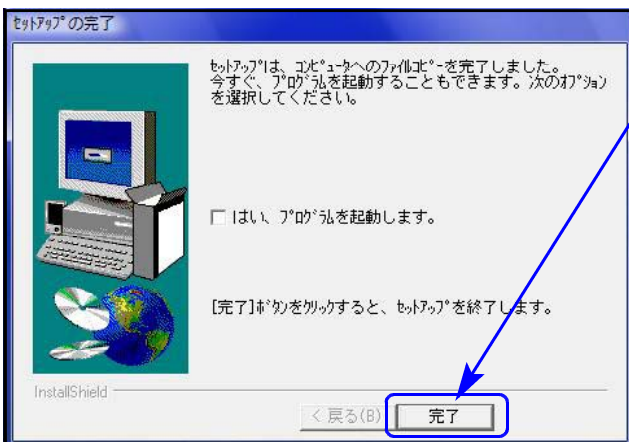 ｾｯﾄｱｯﾌﾟの完了
ｾｯﾄｱｯﾌﾟは、ｺﾝﾋﾟｭｰﾀへのﾌｧｲﾙｺﾋﾟｰを完了しました。
今すぐ、ﾌﾟﾛｸﾞﾗﾑを起動することもできます。次のｵﾌﾟｼｮﾝ
を選択してください。
はい、ﾌﾟﾛｸﾞﾗﾑを起動します。
[完了]ﾎﾞﾀﾝをｸﾘｯｸすると、ｾｯﾄｱｯﾌﾟを終了します。
InstallShield
< 戻る(B) 完了